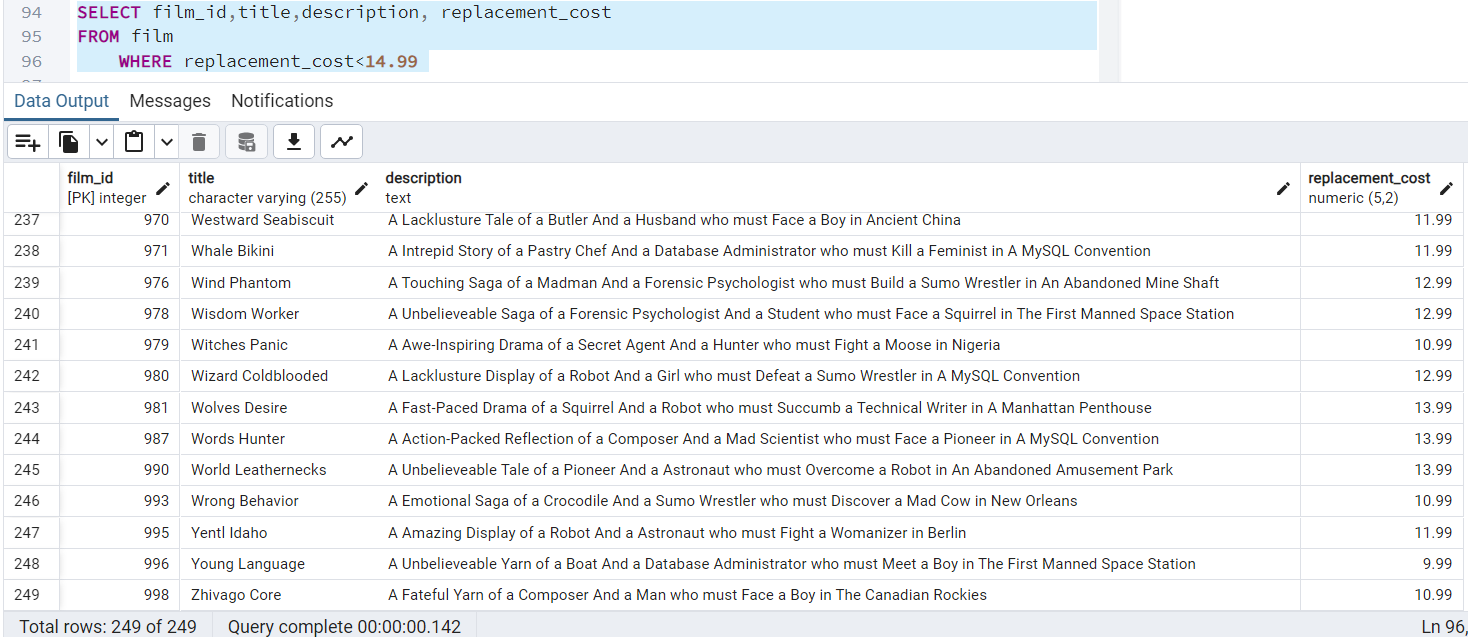 94 SELECT film_id,title,description, replacement_cost
95 FROM film
96 WHERE replacement_cost<14.99
Data Output Messages Notifications
film_id title description replacement_cost
[PK] integer character varying (255) text numeric (5,2)
237 970 Westward Seabiscuit A Lacklusture Tale of a Butler And a Husband who must Face a Boy in Ancient China 11.99
238 971 Whale Bikini A Intrepid Story of a Pastry Chef And a Database Administrator who must Kill a Feminist in A MySQL Convention 11.99
239 976 Wind Phantom A Touching Saga of a Madman And a Forensic Psychologist who must Build a Sumo Wrestler in An Abandoned Mine Shaft 12.99
240 978 Wisdom Worker A Unbelieveable Saga of a Forensic Psychologist And a Student who must Face a Squirrel in The First Manned Space Station 12.99
241 979 Witches Panic A Awe-Inspiring Drama of a Secret Agent And a Hunter who must Fight a Moose in Nigeria 10.99
242 980 Wizard Coldblooded A Lacklusture Display of a Robot And a Girl who must Defeat a Sumo Wrestler in A MySQL Convention 12.99
243 981 Wolves Desire A Fast-Paced Drama of a Squirrel And a Robot who must Succumb a Technical Writer in A Manhattan Penthouse 13.99
244 987 Words Hunter A Action-Packed Reflection of a Composer And a Mad Scientist who must Face a Pioneer in A MySQL Convention 13.99
245 990 World Leathernecks A Unbelieveable Tale of a Pioneer And a Astronaut who must Overcome a Robot in An Abandoned Amusement Park 13.99
246 993 Wrong Behavior A Emotional Saga of a Crocodile And a Sumo Wrestler who must Discover a Mad Cow in New Orleans 10.99
247 995 Yentl Idaho A Amazing Display of a Robot And a Astronaut who must Fight a Womanizer in Berlin 11.99
248 996 Young Language A Unbelieveable Yarn of a Boat And a Database Administrator who must Meet a Boy in The First Manned Space Station 9.99
249 998 Zhivago Core A Fateful Yarn of a Composer And a Man who must Face a Boy in The Canadian Rockies 10.99
Total rows: 249 of 249 Query complete 00:00:00.142 Ln 96,